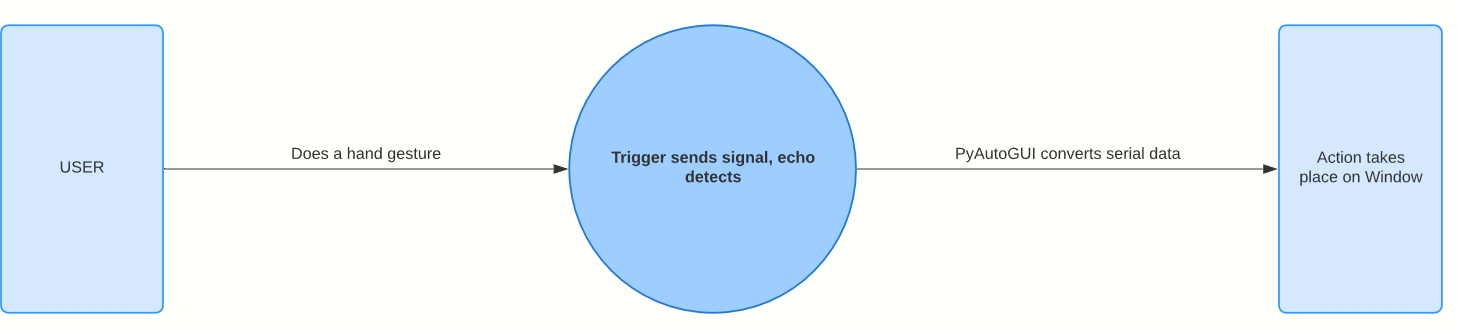 USER
Does a hand gesture
Trigger sends signal, echo
detects
PyAutoGUI converts serial data
Action takes
place on Window